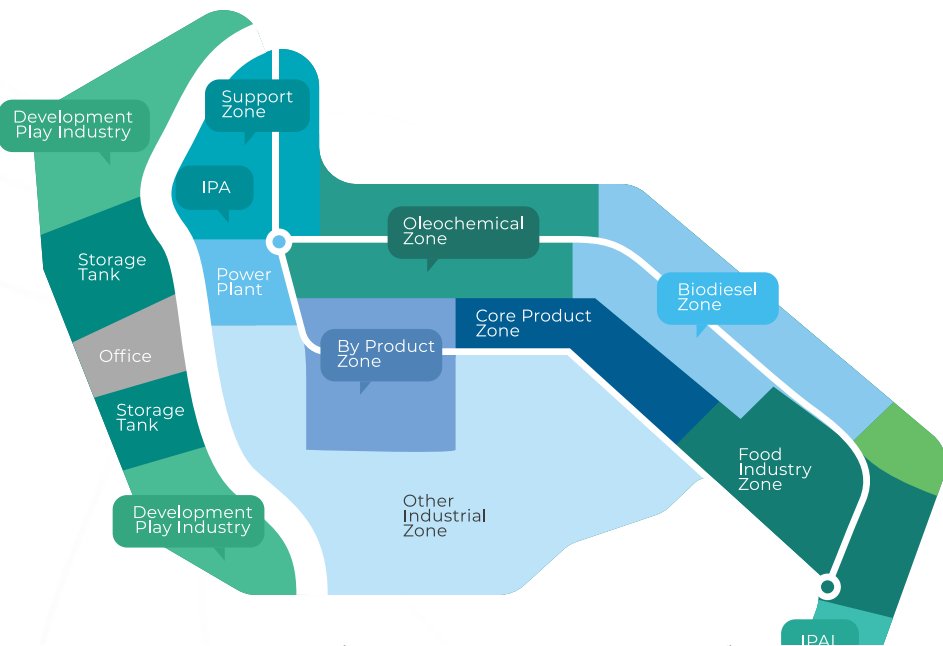 Support
Zone
Development
Play Industry
IPA
Oleochemical
Zone
Storage
Tank
Power
Plant
Biodiesel
Zone
Core Product
Zone
By Product
Zone
Office
Storage
Tank
Food
Industry
Zone
Other
Industrial
Zone
Development
Play Industry
IPAL